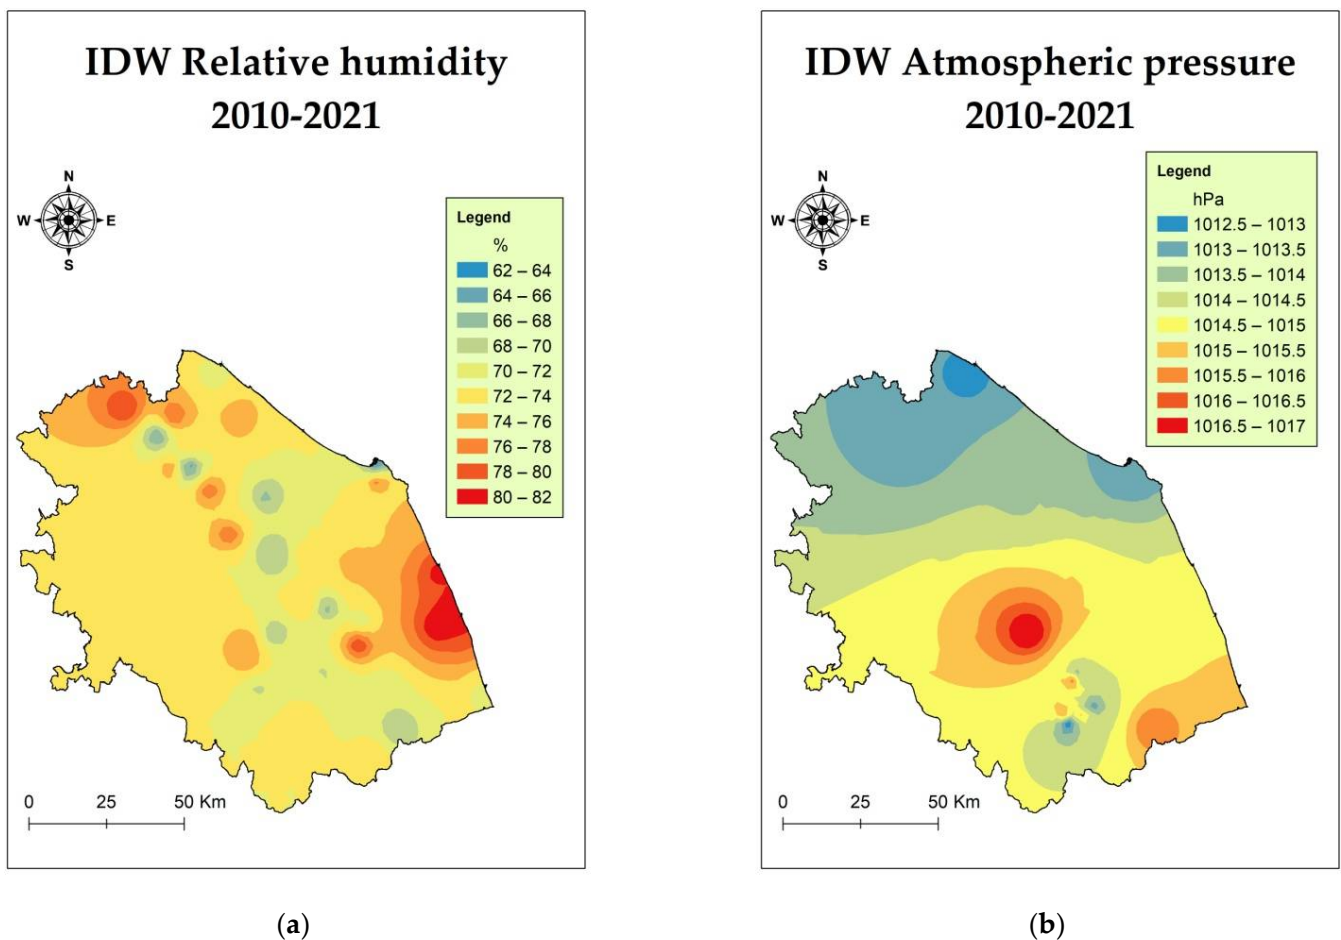 IDW Relative humidity
2010-2021
N
W E
S
Legend
%
62 – 64
64 – 66
66 – 68
68 – 70
70 – 72
72 – 74
74 – 76
76 – 78
78 – 80
80 – 82
0 25 50 Km
(a)
IDW Atmospheric pressure
2010-2021
N
W E
S
Legend
hPa
1012.5 – 1013
1013 – 1013.5
1013.5 – 1014
1014 – 1014.5
1014.5 – 1015
1015 – 1015.5
1015.5 – 1016
1016 – 1016.5
1016.5 – 1017
0 25 50 Km
(b)